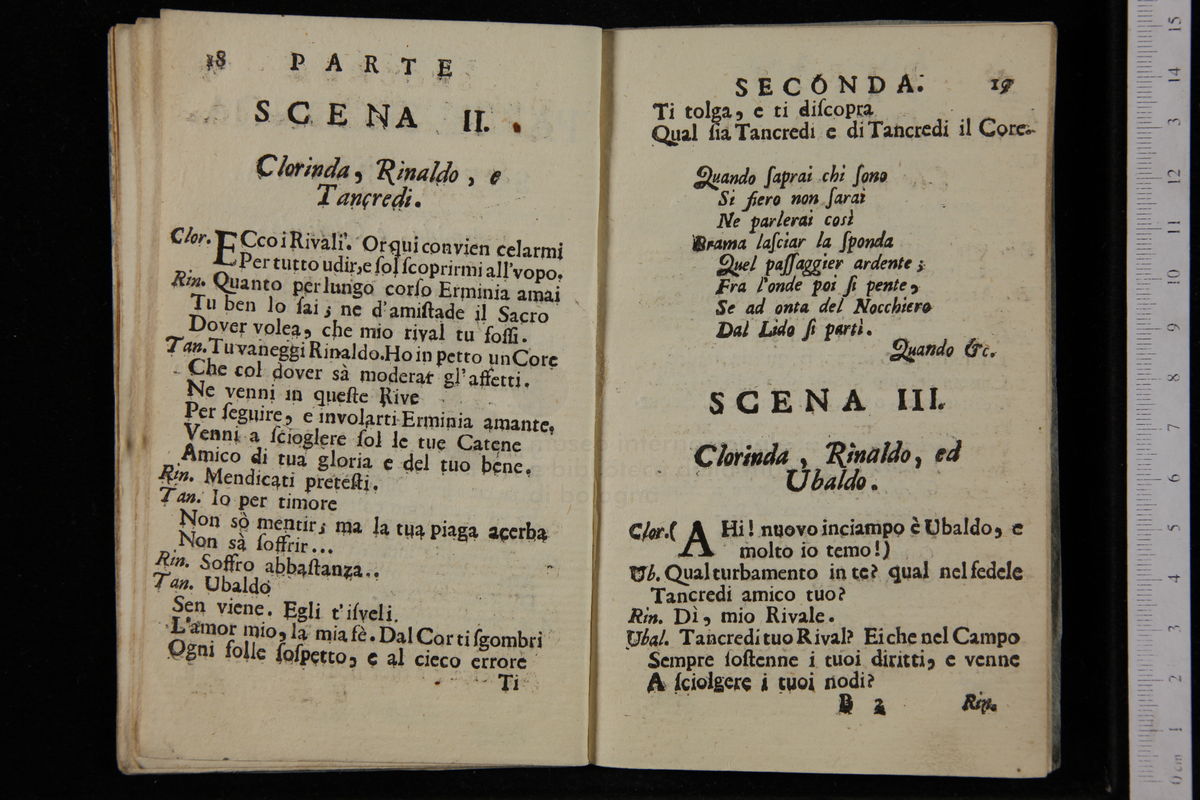 18 PARTE
SCENA II.
Clorinda, Rinaldo, e
Tancredi.
Clor. ECco i Rivali. Or qui convien celarmi
Per tutto udir, e sol scoprirmi all'vopo.
Rin. Quanto per lungo corso Erminia amai
Tu ben lo sai; ne d'amistade il Sacro
Dover volea, che mio rival tu fossi.
Tan. Tu vaneggi Rinaldo. Ho in petto un Core
Che col dover sà moderar gl'affetti.
Ne venni in queste Rive
Per seguire, e involarti Erminia amante,
Venni a sciogliere sol le tue Catene
Amico di tua gloria e del tuo bene.
Rin. Mendicati pretesti.
Tan. Io per timore
Non sò mentir; ma la tua piaga acerba
Non sà soffrir...
Rin. Soffro abbastanza..
Tan. Ubaldo
Sen viene. Egli t'isveli.
L'amor mio, la mia fè. Dal Cor ti sgombri
Ogni folle sospetto, e al cieco errore
Ti
SECONDA. 19
Ti tolga, e ti discopra
Qual sia Tancredi e di Tancredi il Core.
Quando saprai chi sono
Si fiero non sarai
Ne parlerai così
Brama lasciar la sponda
Quel passaggier ardente;
Fra l'onde poi si pente,
Se ad onta del Nocchiero
Dal Lido si partì.
Quando &c.
SCENA III.
Clorinda, Rinaldo, ed
Ubaldo.
Clor. (AHi! nuovo inciampo è Ubaldo, e
molto io temo!)
Ub. Qual turbamento in te? qual nel fedele
Tancredi amico tuo?
Rin. Dì, mio Rivale.
Ubal. Tancredi tuo Rival? Ei che nel Campo
Sempre sostenne i tuoi diritti, e venne
A sciolgere i tuoi nodi?
B 2 Rin.